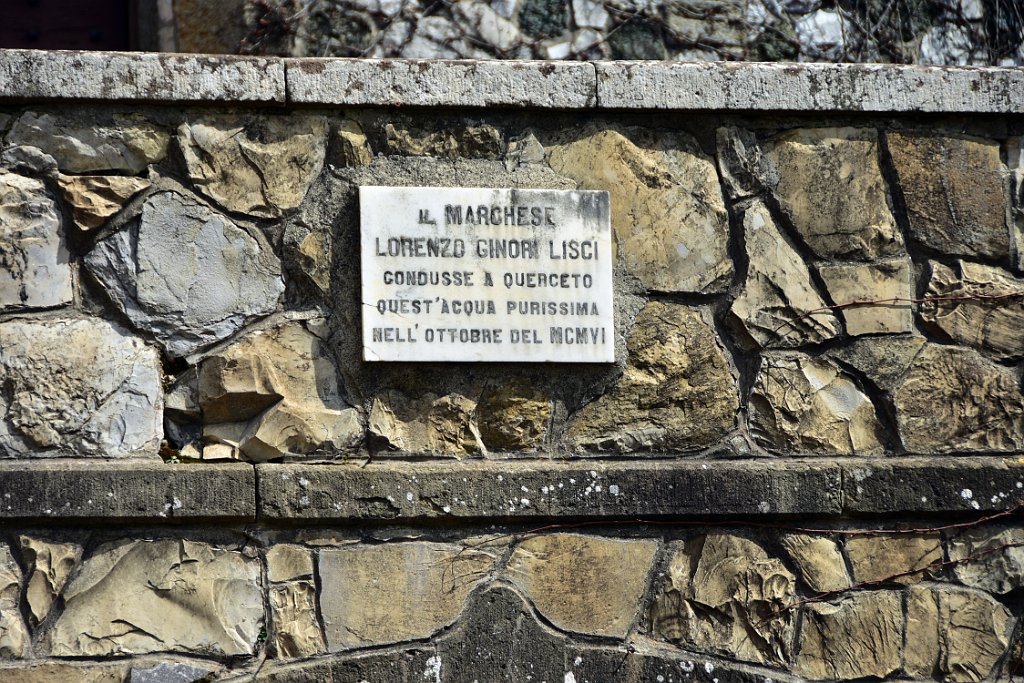 IL MARCHESE
LORENZO GINORI LISCI
CONDUSSE A QUERCETO
QUEST'ACQUA PURISSIMA
NELL'OTTOBRE DEL MCMVI